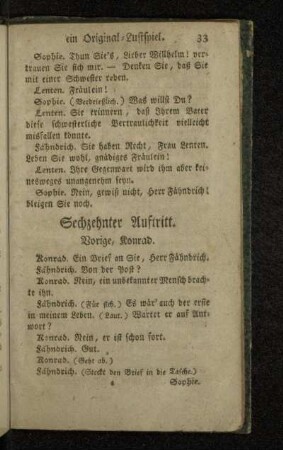 ein Original-Lustspiel. 33
Sophie. Thun Sie's, Lieber Willhelm! ver-
trauen Sie sich mir. — Denken Sie, daß Sie
mit einer Schwester reden.
Lenten. Fräulein!
Sophie. (Verdrießlich.) Was willst Du?
Lenten. Sie erinnern, daß Ihrem Vater
diese schwesterliche Vertraulichkeit vielleicht
misfallen könnte.
Fähndrich. Sie haben Recht, Frau Lenten.
Leben Sie wohl, gnädiges Fräulein!
Lenten. Ihre Gegenwart wird ihm aber kei-
nesweges unangenehm seyn.
Sophie. Nein, gewiß nicht, Herr Fähndrich!
bleigen Sie noch.
Sechzehnter Auftritt.
Vorige, Konrad.
Konrad. Ein Brief an Sie, Herr Fähndrich.
Fähndrich. Von der Post?
Konrad. Nein, ein unbekannter Mensch brach-
te ihn.
Fähndrich. (Für sich.) Es wär' auch der erste
in meinem Leben. (Laut.) Wartet er auf Ant-
wort?
Konrad. Nein, er ist schon fort.
Fähndrich. Gut.
Konrad. (Geht ab.)
Fähndrich. (Steckt den Brief in die Tasche.)
Sophie.